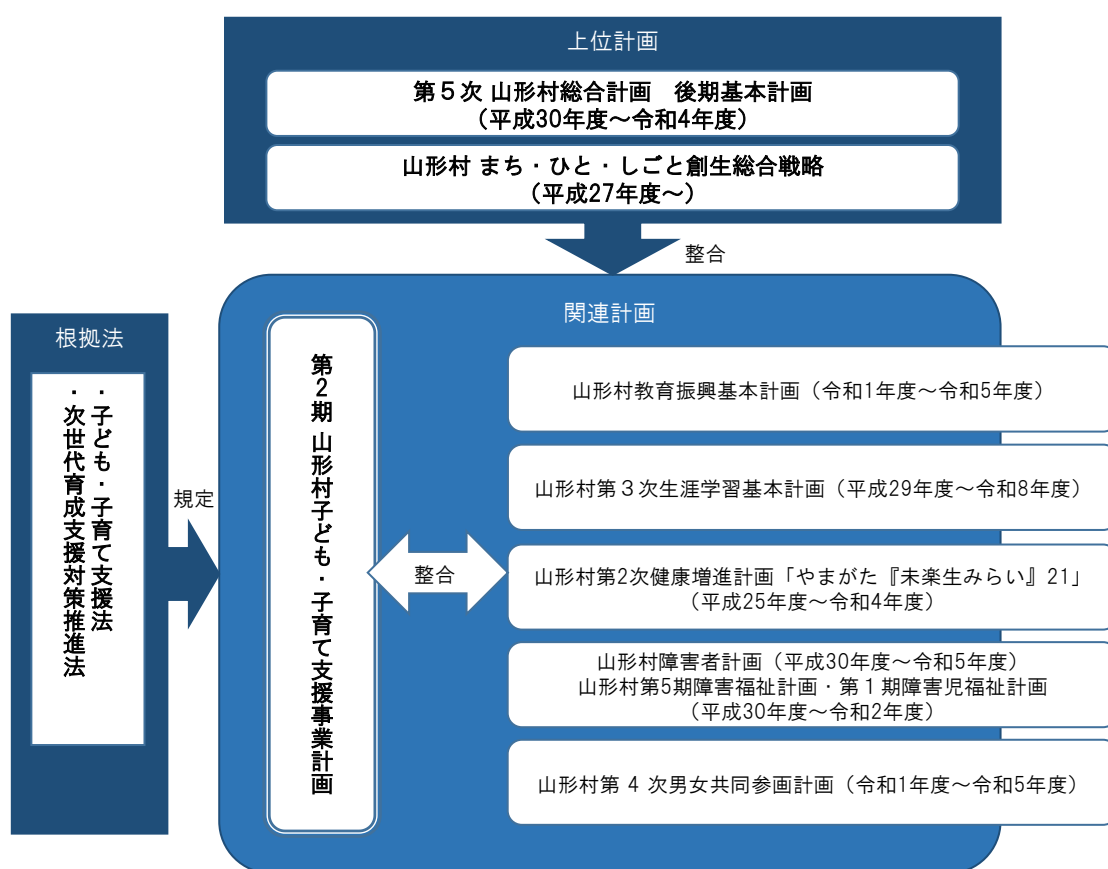 上位計画
第５次 山形村総合計画　後期基本計画
（平成30年度～令和4年度）
山形村 まち・ひと・しごと創生総合戦略
（平成27年度～）
整合
関連計画
根拠法
・子ども・子育て支援法
・次世代育成支援対策推進法
規定
第2期 山形村子ども・子育て支援事業計画
整合
山形村教育振興基本計画（令和1年度～令和5年度）
山形村第３次生涯学習基本計画（平成29年度～令和8年度）
山形村第2次健康増進計画「やまがた『未楽生みらい』21」
（平成25年度～令和4年度）
山形村障害者計画（平成30年度～令和5年度）
山形村第5期障害福祉計画・第１期障害児福祉計画
（平成30年度～令和2年度）
山形村第 4 次男女共同参画計画（令和1年度～令和5年度）